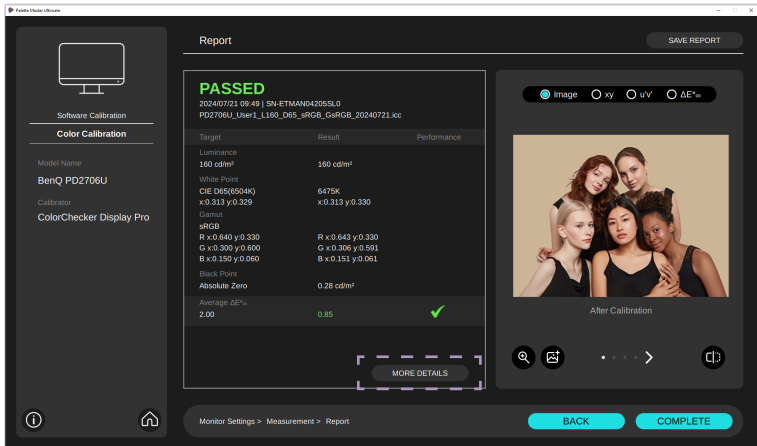 Palette Master Ultimate
Report
SAVE REPORT
Software Calibration
Color Calibration
Model Name
BenQ PD2706U
Calibrator
ColorChecker Display Pro
PASSED
2024/07/21 09:49 | SN-ETMAN04205SL0
PD2706U_User1_L160_D65_sRGB_GsRGB_20240721.icc
Target Result Performance
Luminance
160 cd/m² 160 cd/m²
White Point
CIE D65(6504K) 6475K
x:0.313 y:0.329 x:0.313 y:0.330
Gamut
sRGB
R x:0.640 y:0.330 R x:0.643 y:0.330
G x:0.300 y:0.600 G x:0.306 y:0.591
B x:0.150 y:0.060 B x:0.151 y:0.061
Black Point
Absolute Zero 0.28 cd/m²
Average ΔE*₀₀
2.00 0.85
MORE DETAILS
Image xy u'v' ΔE*₀₀
After Calibration
Monitor Settings > Measurement > Report
BACK COMPLETE